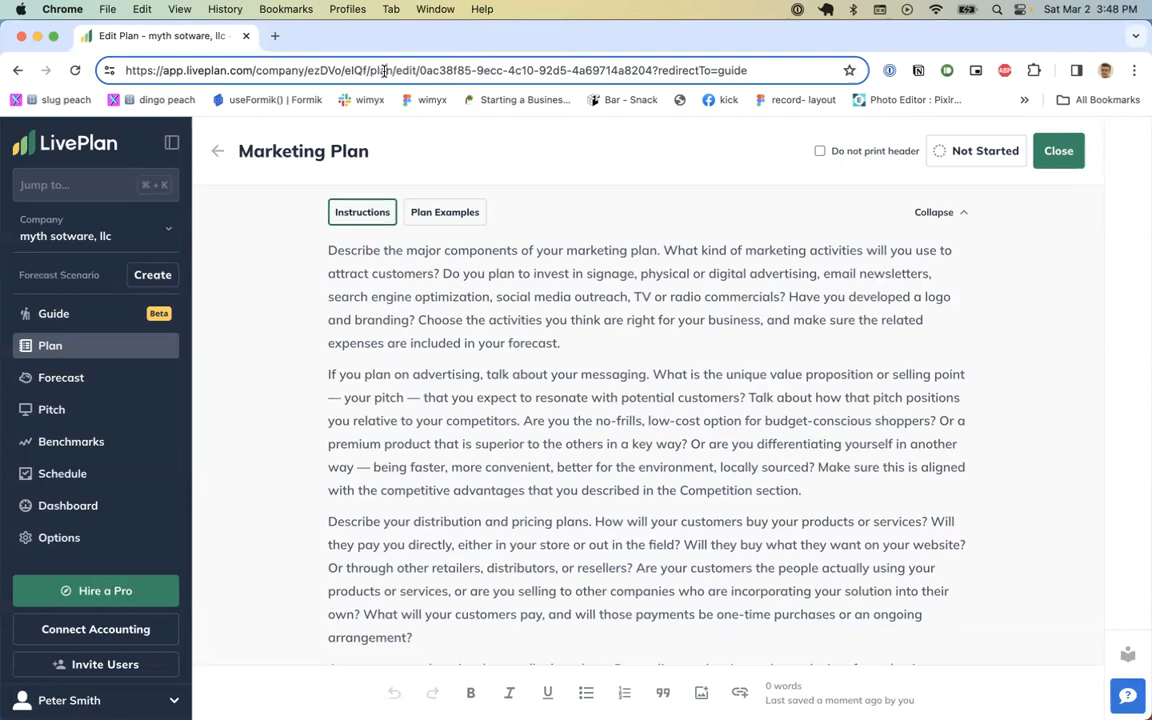 Chrome File Edit View History Bookmarks Profiles Tab Window Help Sat Mar 2 3:48 PM
Edit Plan - myth sotware, llc
https://app.liveplan.com/company/ezDVo/eIQf/plan/edit/0ac38f85-9ecc-4c10-92d5-4a69714a8204?redirectTo=guide
slug peach dingo peach useFormik() | Formik wimyx wimyx Starting a Busines... Bar - Snack kick record- layout Photo Editor : Pixlr... » All Bookmarks
LivePlan
Jump to... ⌘ + K
Company
myth sotware, llc
Forecast Scenario Create
Guide Beta
Plan
Forecast
Pitch
Benchmarks
Schedule
Dashboard
Options
Hire a Pro
Connect Accounting
Invite Users
Peter Smith
Marketing Plan
Do not print header Not Started Close
Instructions Plan Examples Collapse
Describe the major components of your marketing plan. What kind of marketing activities will you use to
attract customers? Do you plan to invest in signage, physical or digital advertising, email newsletters,
search engine optimization, social media outreach, TV or radio commercials? Have you developed a logo
and branding? Choose the activities you think are right for your business, and make sure the related
expenses are included in your forecast.
If you plan on advertising, talk about your messaging. What is the unique value proposition or selling point
— your pitch — that you expect to resonate with potential customers? Talk about how that pitch positions
you relative to your competitors. Are you the no-frills, low-cost option for budget-conscious shoppers? Or a
premium product that is superior to the others in a key way? Or are you differentiating yourself in another
way — being faster, more convenient, better for the environment, locally sourced? Make sure this is aligned
with the competitive advantages that you described in the Competition section.
Describe your distribution and pricing plans. How will your customers buy your products or services? Will
they pay you directly, either in your store or out in the field? Will they buy what they want on your website?
Or through other retailers, distributors, or resellers? Are your customers the people actually using your
products or services, or are you selling to other companies who are incorporating your solution into their
own? What will your customers pay, and will those payments be one-time purchases or an ongoing
arrangement?
B I U 0 words
Last saved a moment ago by you